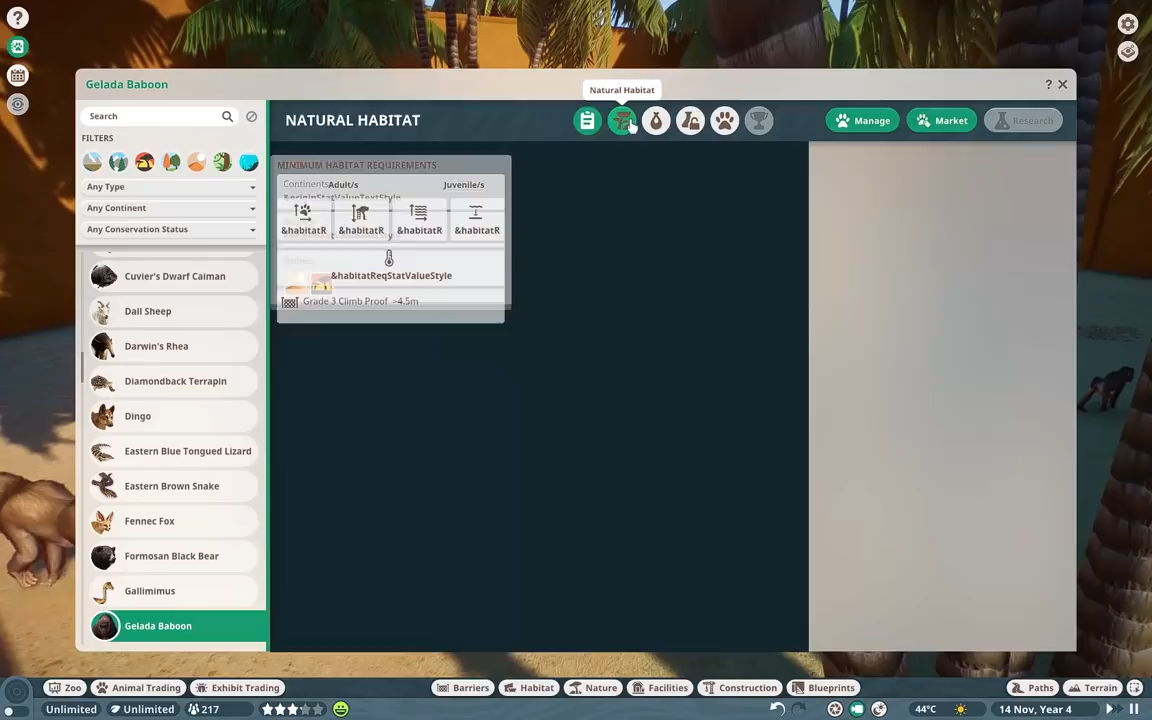 Natural Habitat
Gelada Baboon
?
Search
NATURAL HABITAT
Manage
Market
Research
FILTERS
Any Type
Any Continent
Any Conservation Status
MINIMUM HABITAT REQUIREMENTS
Continents Adult/s Juvenile/s
&originStatValueTextStyle
&habitatR &habitatR &habitatR &habitatR
&habitatReqStatValueStyle
Grade 3 Climb Proof >4.5m
Cuvier's Dwarf Caiman
Dall Sheep
Darwin's Rhea
Diamondback Terrapin
Dingo
Eastern Blue Tongued Lizard
Eastern Brown Snake
Fennec Fox
Formosan Black Bear
Gallimimus
Gelada Baboon
Zoo Animal Trading Exhibit Trading Barriers Habitat Nature Facilities Construction Blueprints Paths Terrain
Unlimited Unlimited 217 44°C 14 Nov, Year 4